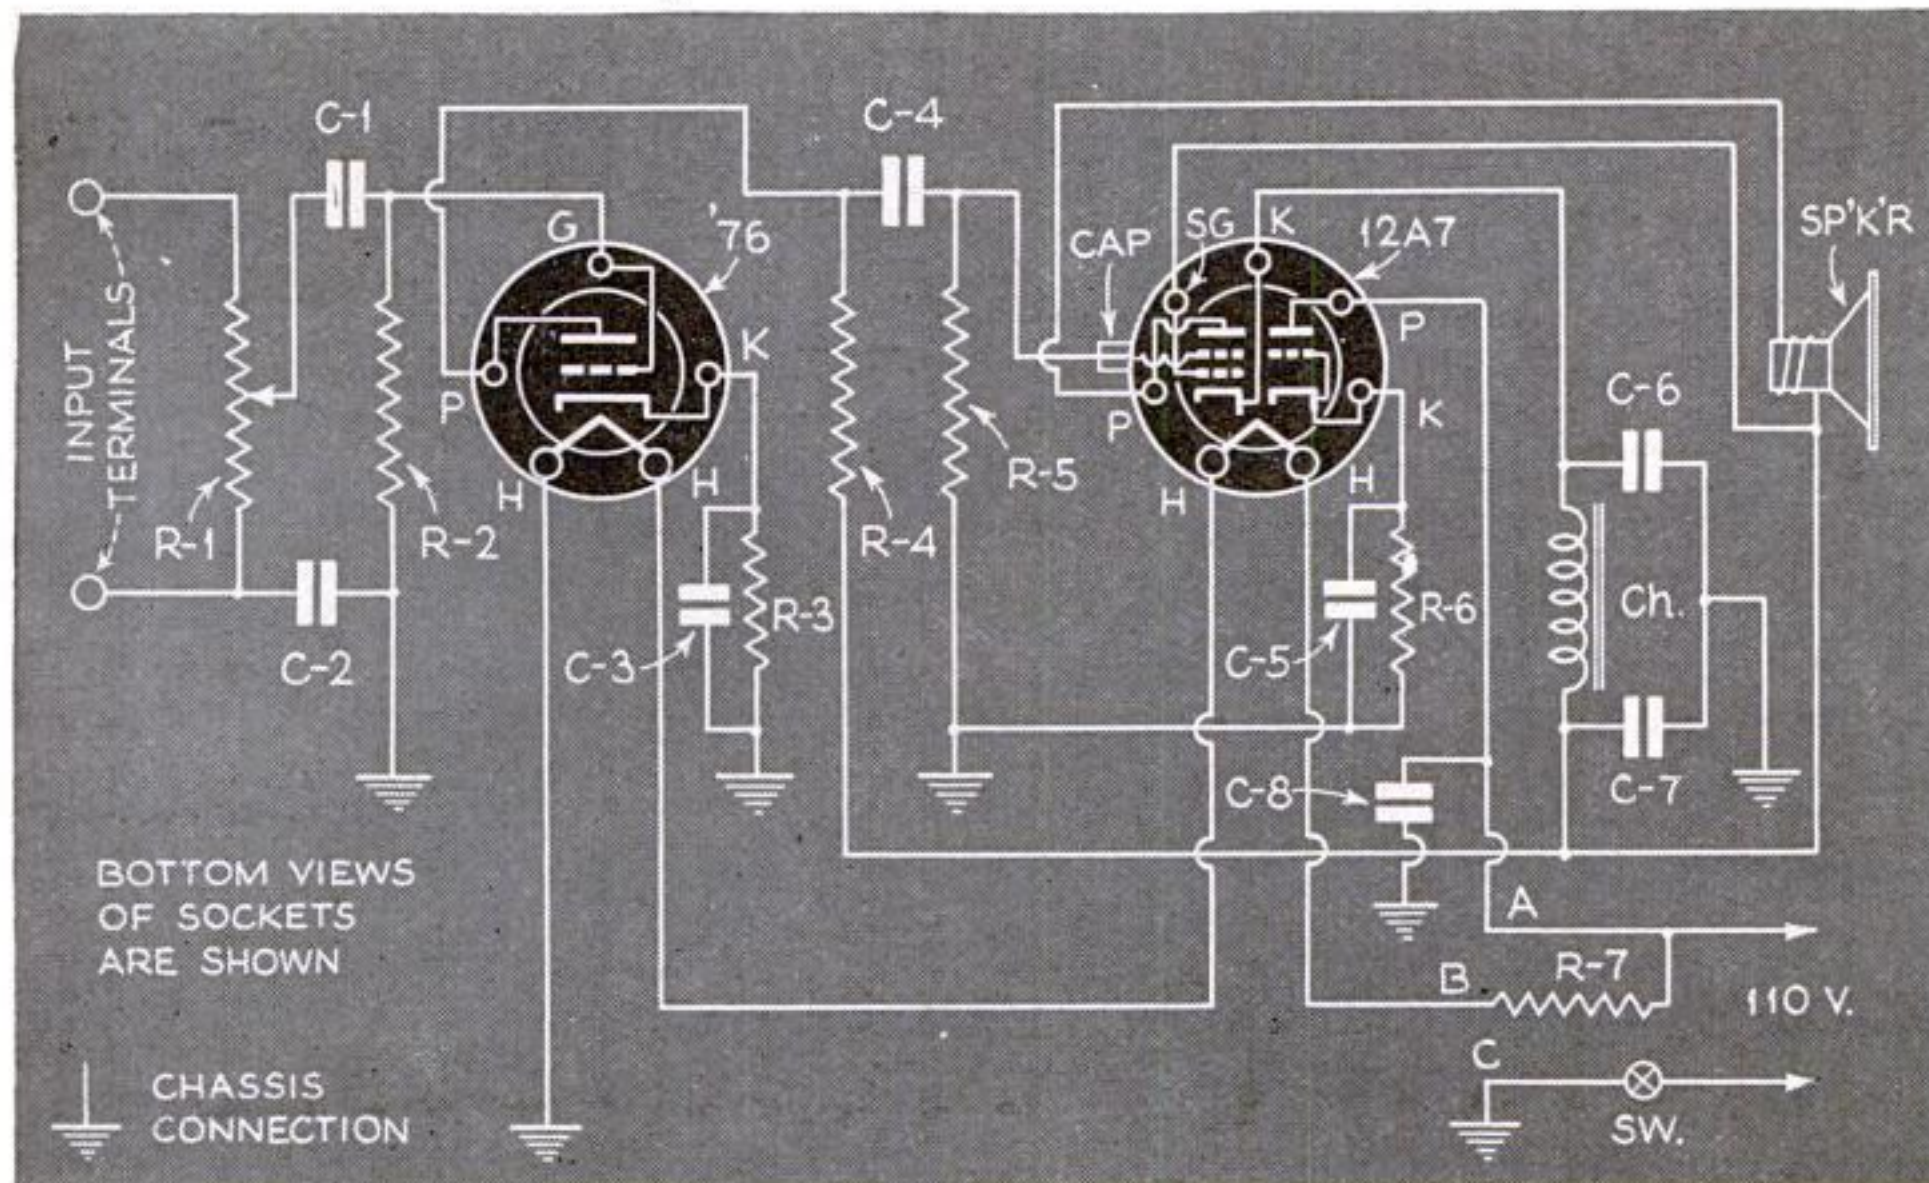 C-1
C-4
G
'76
CAP
SG
K
12A7
SP'K'R
INPUT
TERMINALS
P
K
P
P
K
C-6
H
H
H
H
R-1
R-2
R-4
R-5
C-2
C-3
R-3
C-5
R-6
Ch.
C-8
C-7
BOTTOM VIEWS
OF SOCKETS
ARE SHOWN
A
B
R-7
110 V.
C
SW.
CHASSIS
CONNECTION